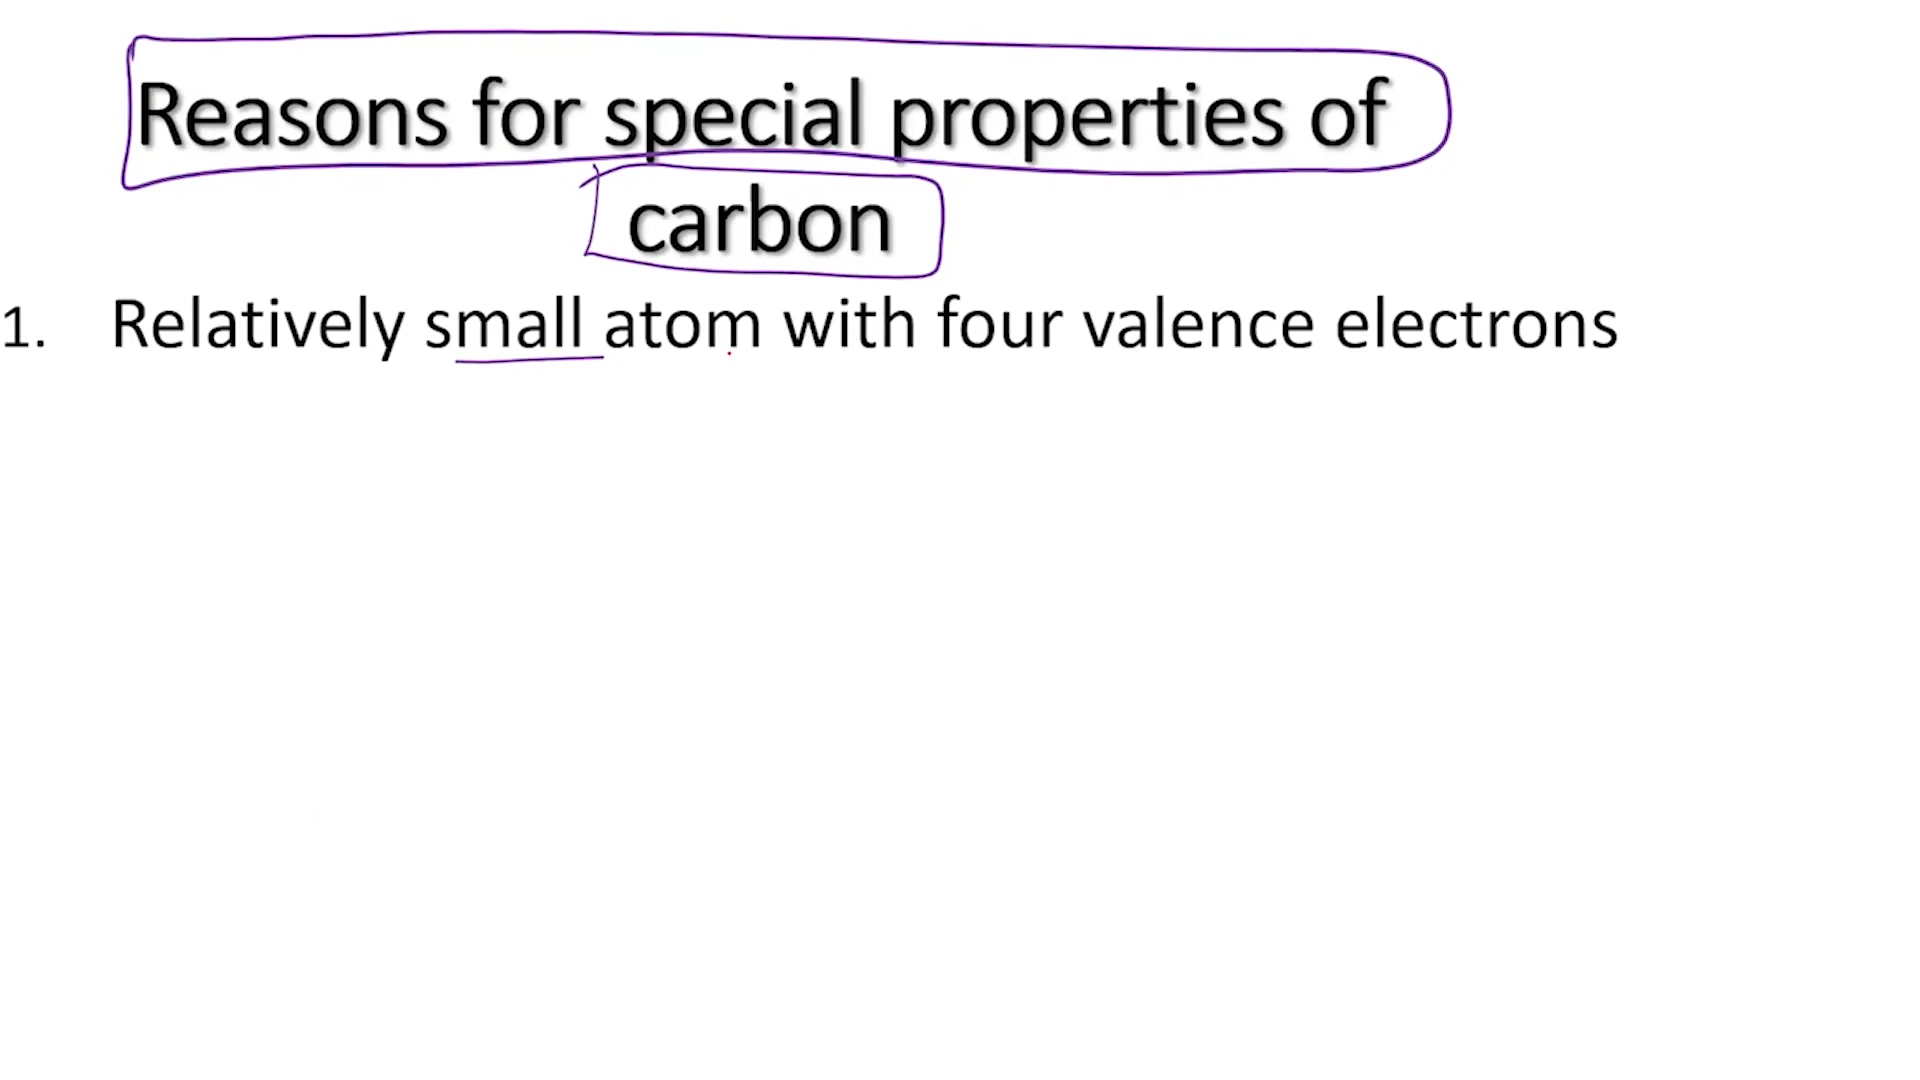 Reasons for special properties of
carbon
1. Relatively small atom with four valence electrons